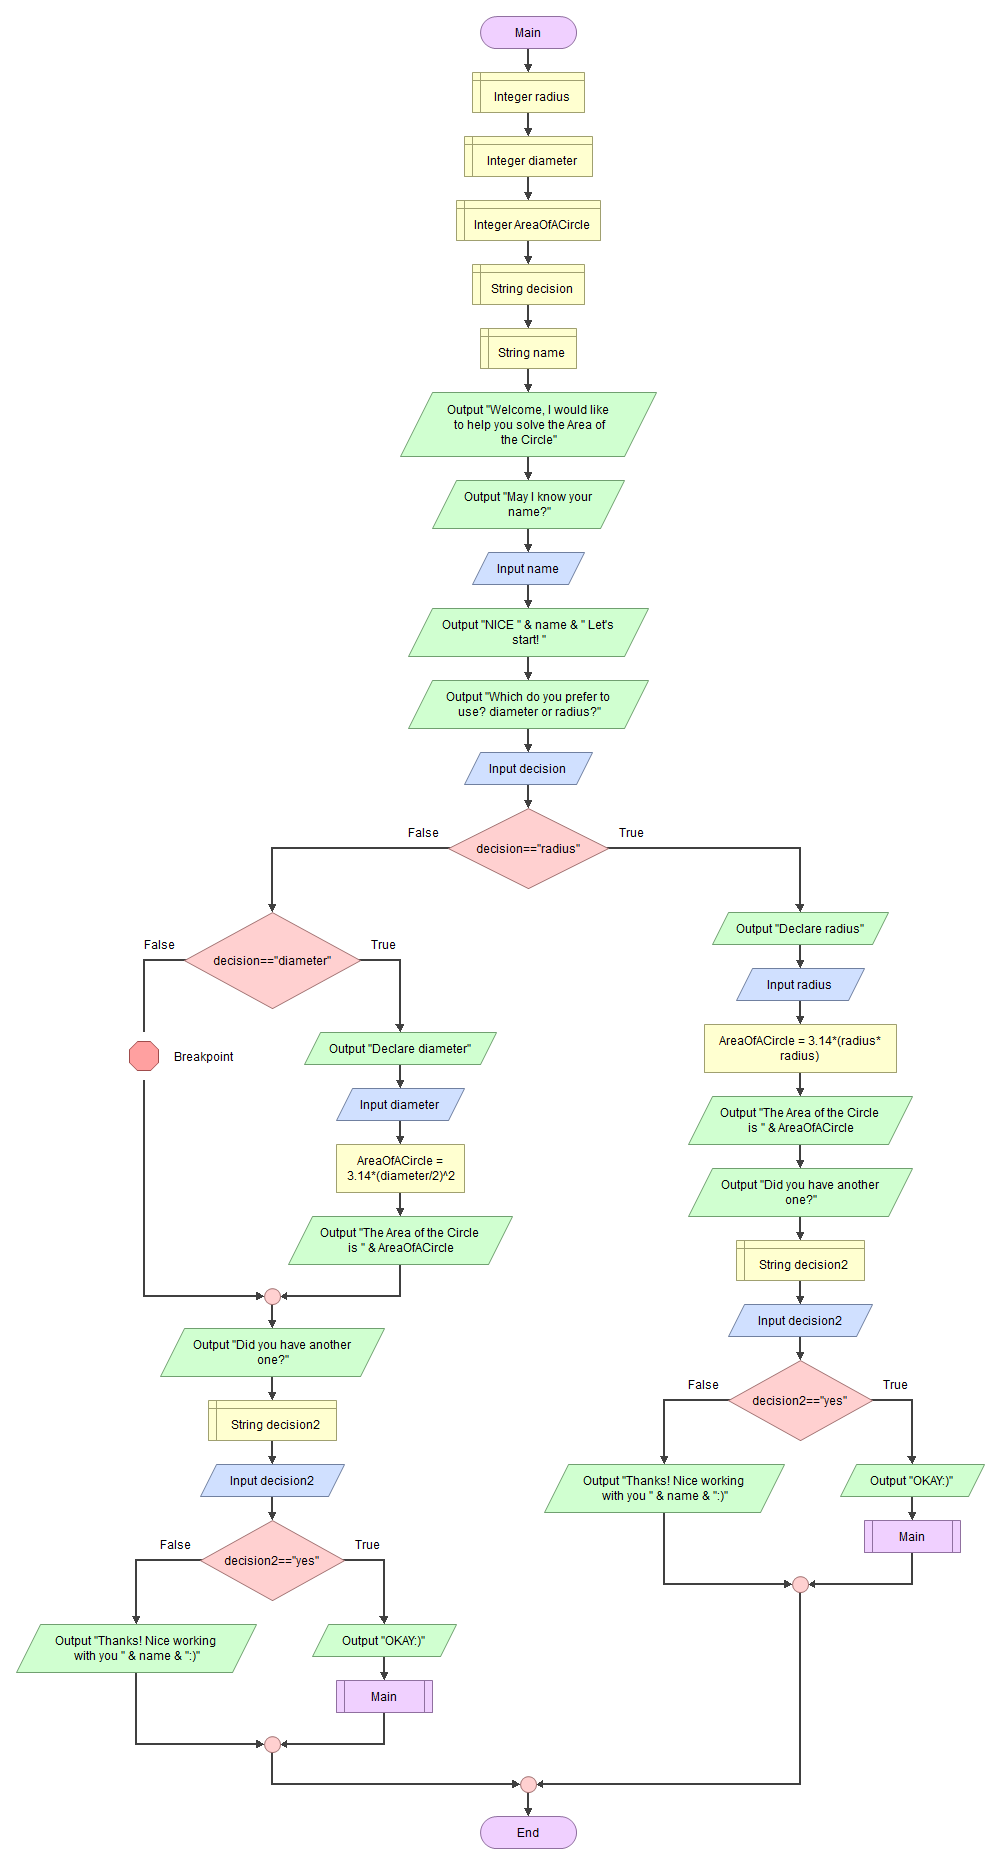 Main
Integer radius
Integer diameter
Integer AreaOfACircle
String decision
String name
Output "Welcome, I would like
to help you solve the Area of
the Circle"
Output "May I know your
name?"
Input name
Output "NICE " & name & " Let's
start! "
Output "Which do you prefer to
use? diameter or radius?"
Input decision
decision=="radius"
False
True
decision=="diameter"
False
True
Breakpoint
Output "Declare diameter"
Input diameter
AreaOfACircle =
3.14*(diameter/2)^2
Output "The Area of the Circle
is " & AreaOfACircle
Output "Did you have another
one?"
String decision2
Input decision2
decision2=="yes"
False
True
Output "Thanks! Nice working
with you " & name & ":)"
Output "OKAY:)"
Main
Output "Declare radius"
Input radius
AreaOfACircle = 3.14*(radius*
radius)
Output "The Area of the Circle
is " & AreaOfACircle
Output "Did you have another
one?"
String decision2
Input decision2
decision2=="yes"
False
True
Output "Thanks! Nice working
with you " & name & ":)"
Output "OKAY:)"
Main
End